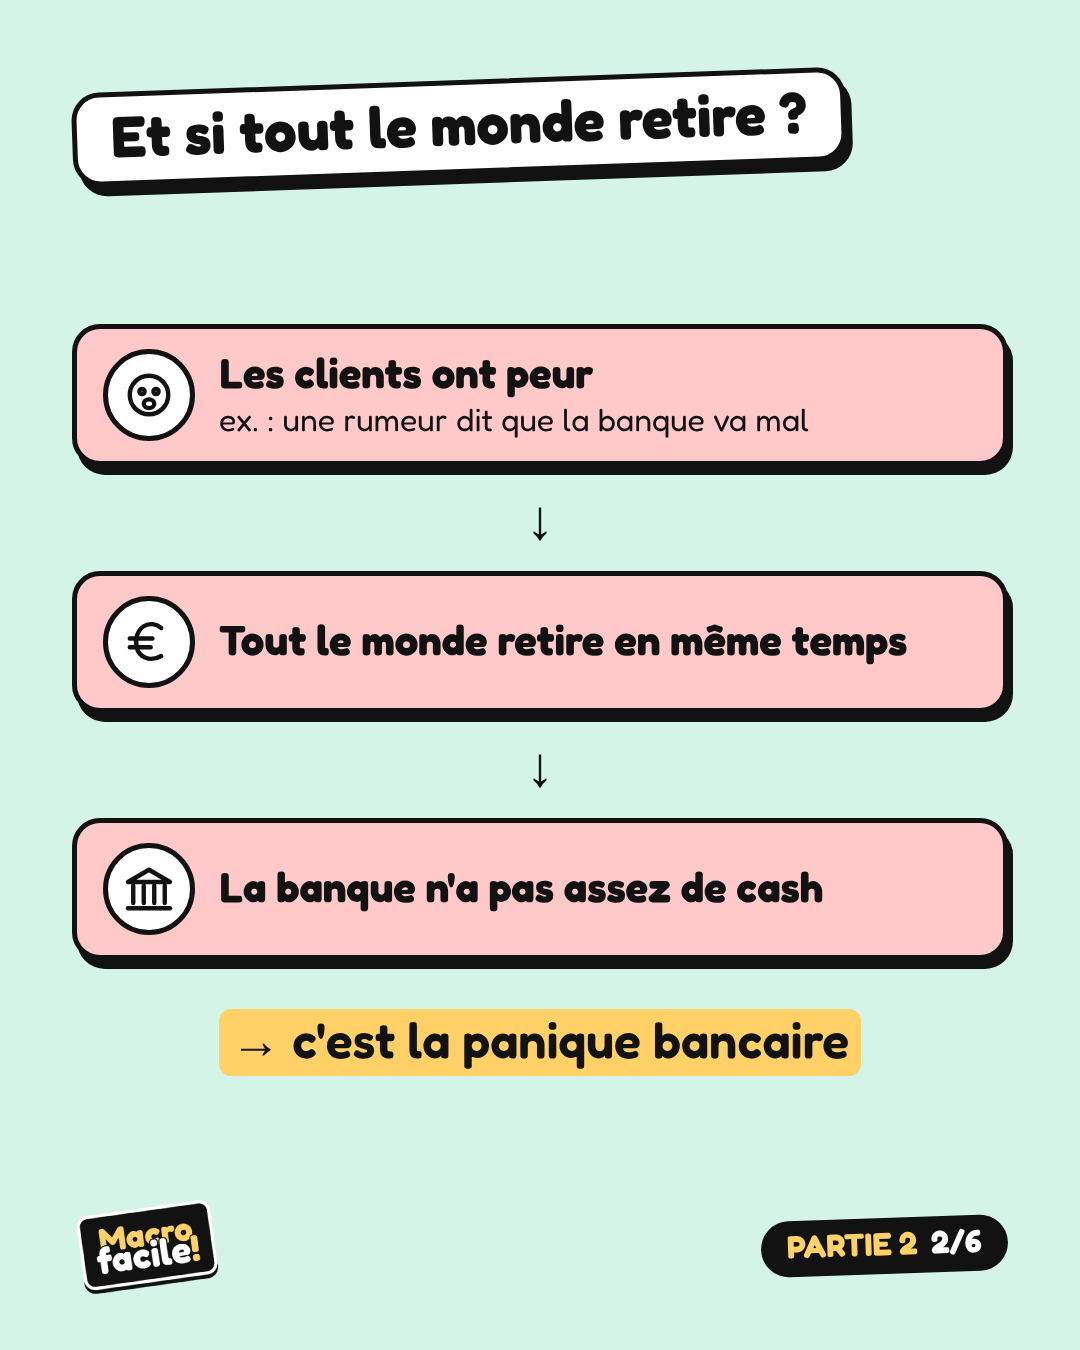 Et si tout le monde retire ?
Les clients ont peur
ex. : une rumeur dit que la banque va mal
↓
€ Tout le monde retire en même temps
↓
La banque n'a pas assez de cash
→ c'est la panique bancaire
Macro
facile!
PARTIE 2 2/6